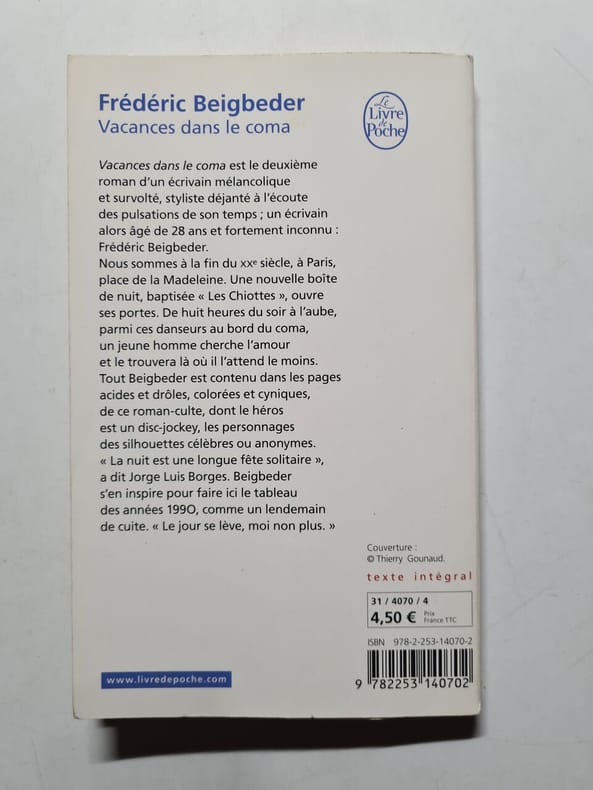 Frédéric Beigbeder
Vacances dans le coma
Le
Livre
de
Poche
Vacances dans le coma est le deuxième
roman d'un écrivain mélancolique
et survolté, styliste déjanté à l'écoute
des pulsations de son temps ; un écrivain
alors âgé de 28 ans et fortement inconnu :
Frédéric Beigbeder.
Nous sommes à la fin du XXe siècle, à Paris,
place de la Madeleine. Une nouvelle boîte
de nuit, baptisée « Les Chiottes », ouvre
ses portes. De huit heures du soir à l'aube,
parmi ces danseurs au bord du coma,
un jeune homme cherche l'amour
et le trouvera là où il l'attend le moins.
Tout Beigbeder est contenu dans les pages
acides et drôles, colorées et cyniques,
de ce roman-culte, dont le héros
est un disc-jockey, les personnages
des silhouettes célèbres ou anonymes.
« La nuit est une longue fête solitaire »,
a dit Jorge Luis Borges. Beigbeder
s'en inspire pour faire ici le tableau
des années 1990, comme un lendemain
de cuite. « Le jour se lève, moi non plus. »
Couverture :
© Thierry Gounaud.
texte intégral
31 / 4070 / 4
4,50 € Prix
France TTC
ISBN 978-2-253-14070-2
9 782253 140702
www.livredepoche.com